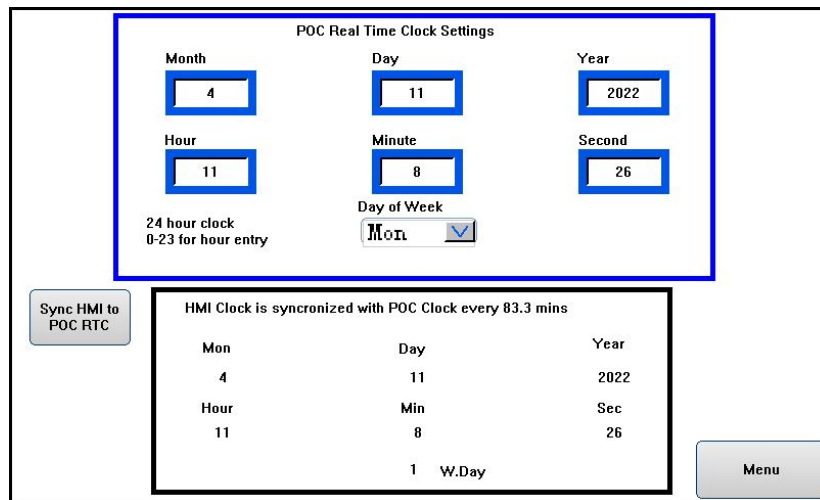 POC Real Time Clock Settings
Month Day Year
4 11 2022
Hour Minute Second
11 8 26
Day of Week
24 hour clock
0-23 for hour entry
Mon
Sync HMI to
POC RTC
HMI Clock is syncronized with POC Clock every 83.3 mins
Mon Day Year
4 11 2022
Hour Min Sec
11 8 26
1 W.Day
Menu